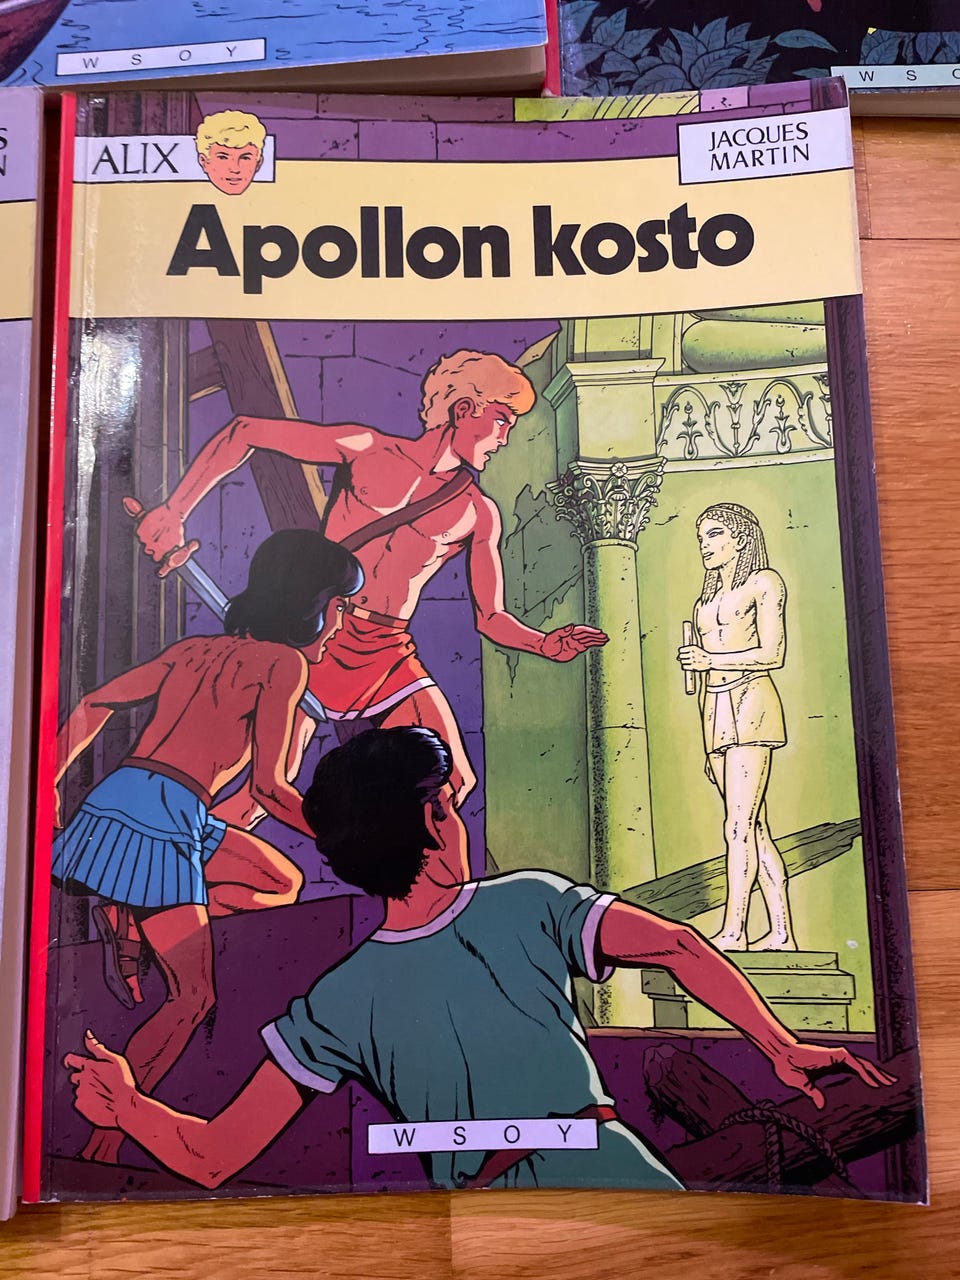 W S O Y
W S O
S
N
ALIX
JACQUES
MARTIN
Apollon kosto
W S O Y